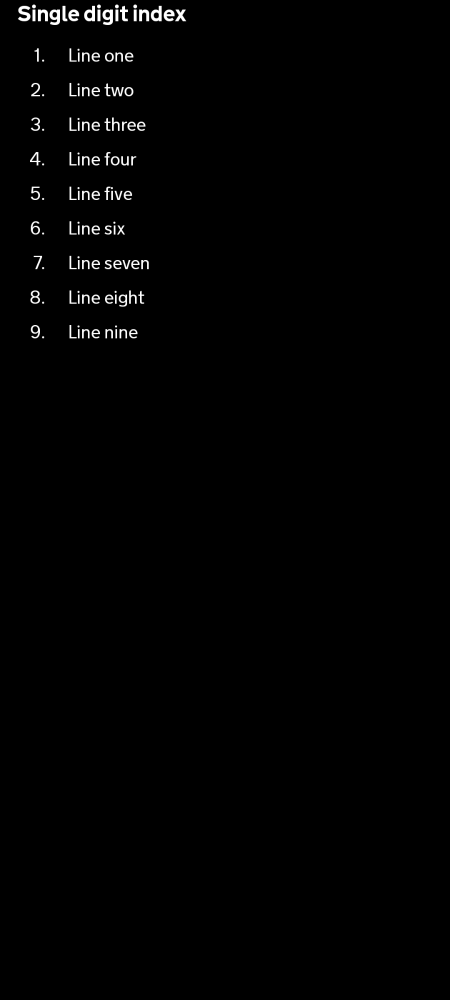 Single digit index
1. Line one
2. Line two
3. Line three
4. Line four
5. Line five
6. Line six
7. Line seven
8. Line eight
9. Line nine